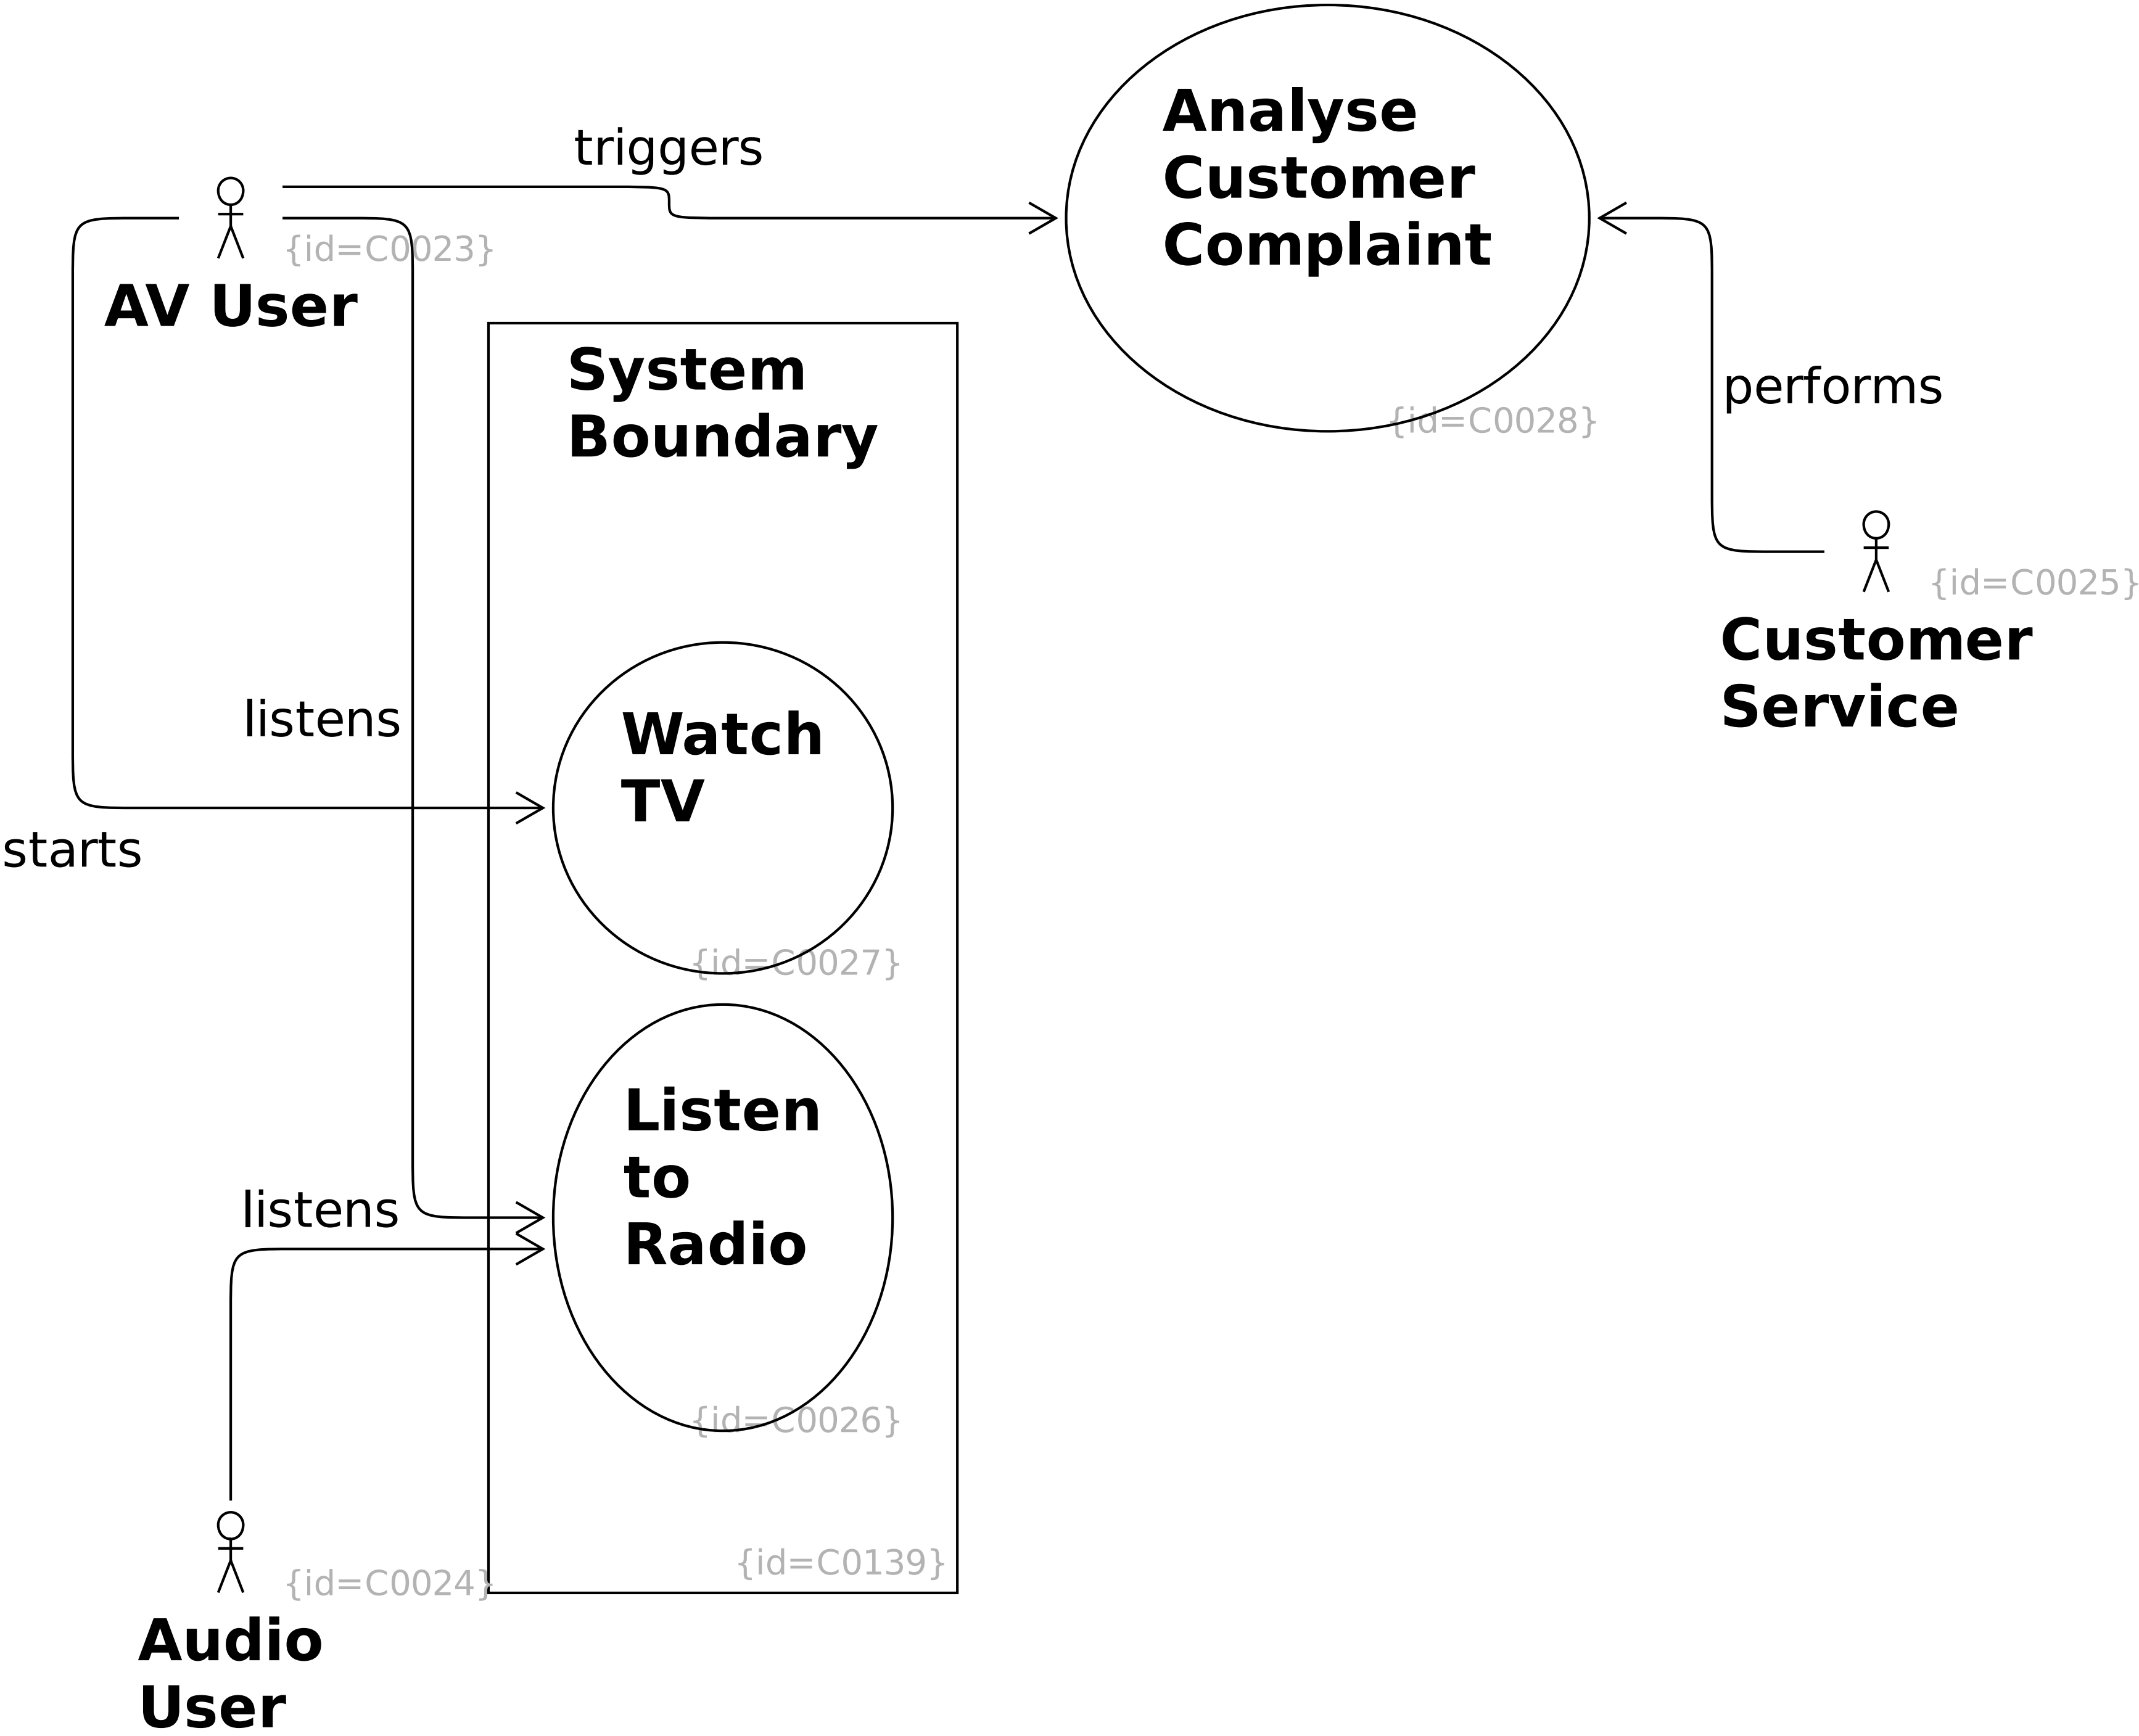 triggers
Analyse
Customer
Complaint
{id=C0023}
AV User
System
Boundary
performs
{id=C0028}
{id=C0025}
Customer
Service
listens
Watch
TV
starts
{id=C0027}
Listen
to
Radio
listens
{id=C0026}
{id=C0139}
{id=C0024}
Audio
User